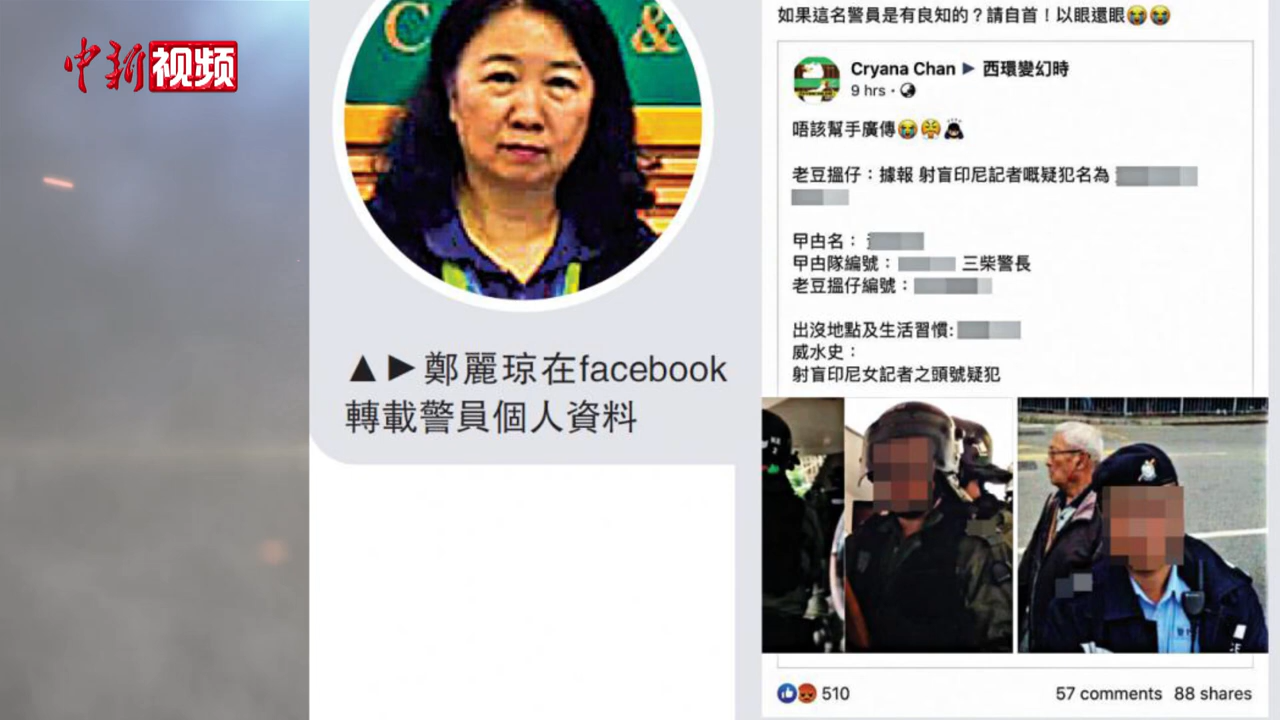 中新视频
C &
▲▶鄭麗琼在facebook
轉載警員個人資料
如果這名警員是有良知的？請自首！以眼還眼😭😭
Cryana Chan ▶ 西環變幻時
9 hrs ·
唔該幫手廣傳😭😤
老豆搵仔：據報 射盲印尼記者嘅疑犯名為
曱甴名：
曱甴隊編號： 三柴警長
老豆搵仔編號：
出沒地點及生活習慣:
威水史：
射盲印尼女記者之頭號疑犯
510
57 comments 88 shares